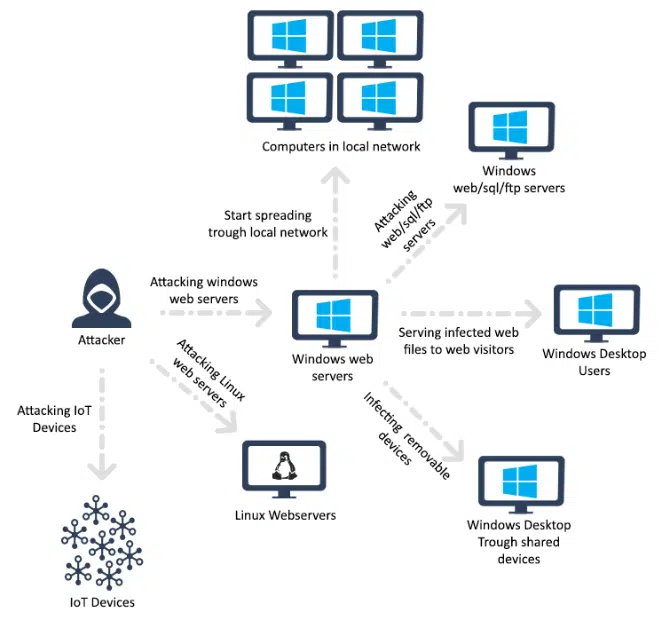 Computers in local network
Windows
web/sql/ftp servers
Attacking
web/sql/ftp
servers
Start spreading
trough local network
Attacking windows
web servers
Attacker
Windows web
servers
Serving infected web
files to web visitors
Windows Desktop
Users
Attacking Linux
web servers
Attacking IoT
Devices
Infecting removable
devices
Linux Webservers
Windows Desktop
Trough shared
devices
IoT Devices